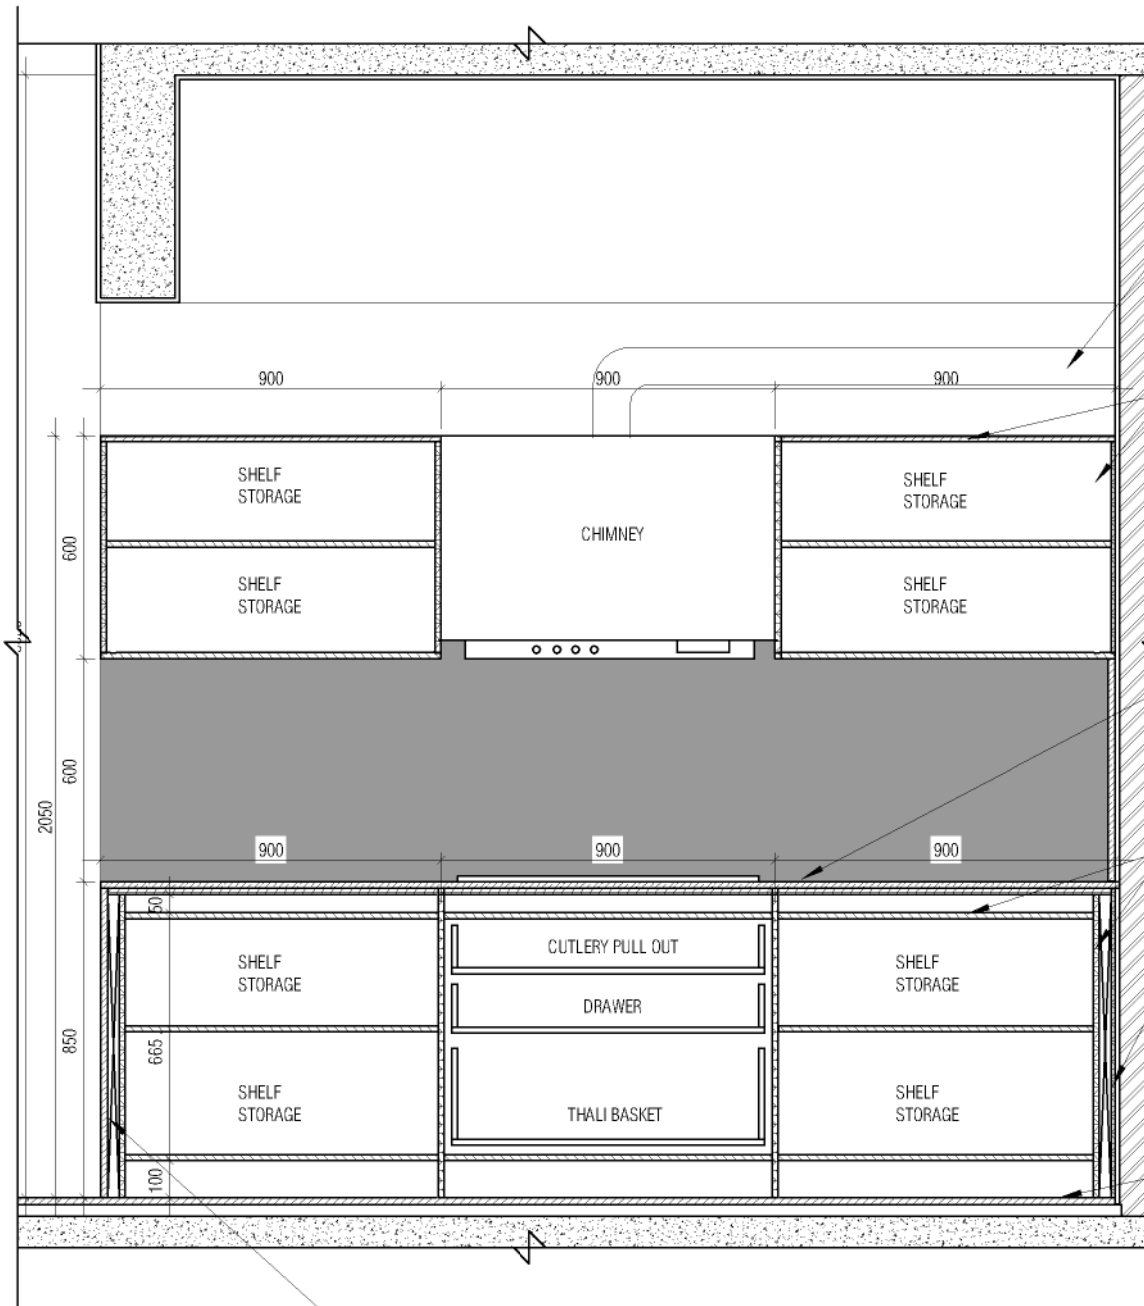 900
900
900
SHELF
STORAGE
SHELF
STORAGE
CHIMNEY
600
SHELF
STORAGE
SHELF
STORAGE
600
2050
900
900
900
50
CUTLERY PULL OUT
SHELF
STORAGE
SHELF
STORAGE
DRAWER
850
665
SHELF
STORAGE
THALI BASKET
SHELF
STORAGE
100